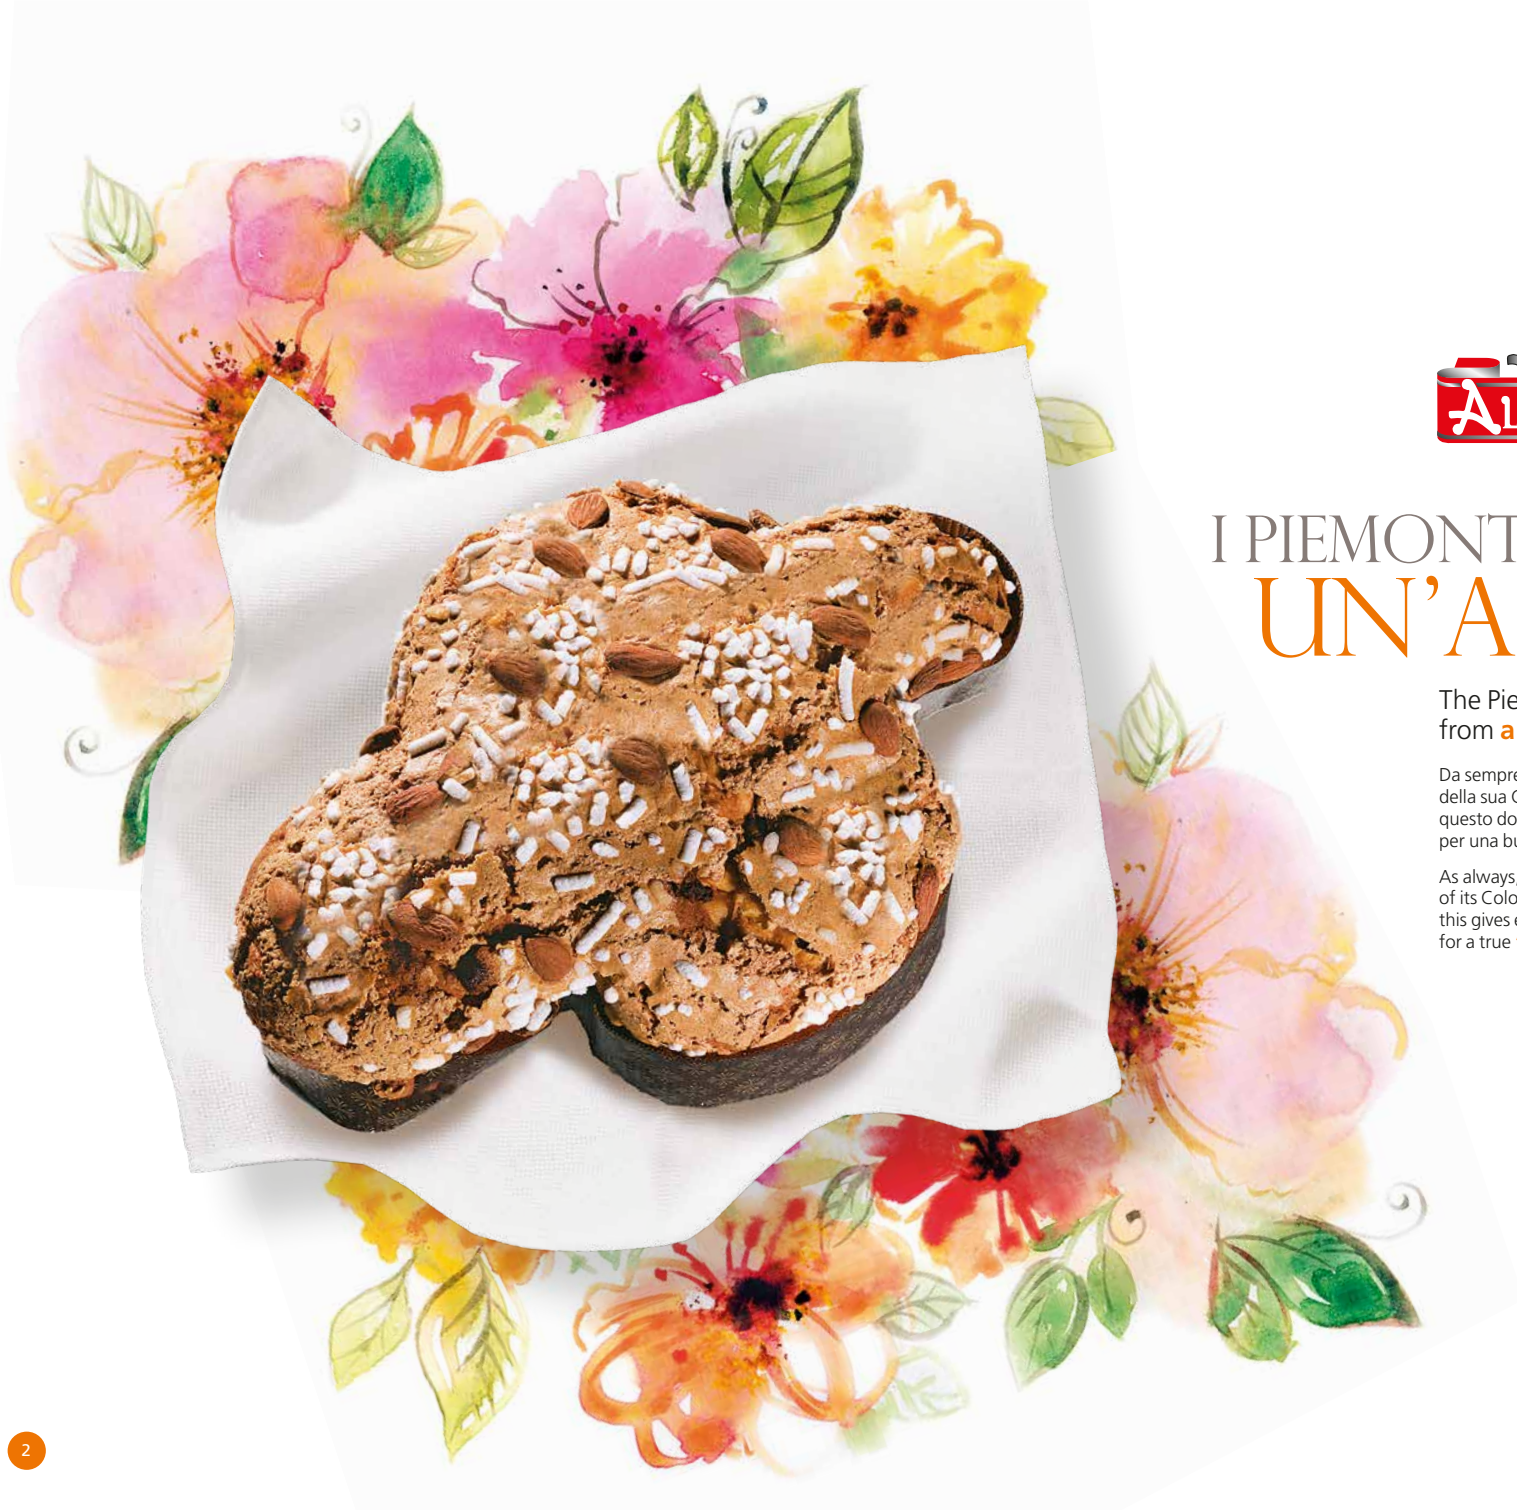 I PIEMONT
UN'A
The Pie
from a
Da sempre
della sua
questo do
per una bu
As always,
of its Colo
this gives
for a true
2